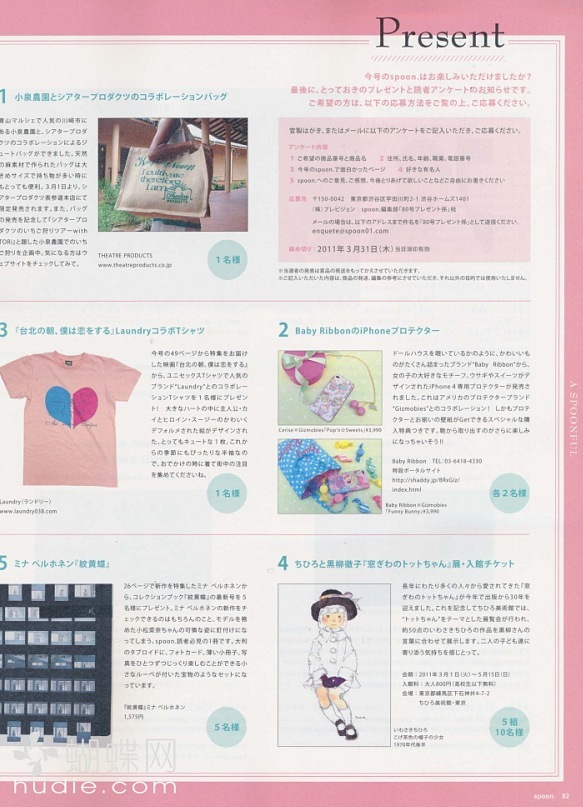 Present
今号のspoon.はお楽しみいただけましたか?
最後に、とっておきのプレゼントと読者アンケートのお知らせです。
ご希望の方は、以下の応募方法をご覧の上、ご応募ください。
1 小泉農園とシアタープロダクツのコラボレーションバッグ
青山マルシェで人気の川崎市に
ある小泉農園と、シアタープロダ
クツのコラボレーションによるジ
ュートバッグができました。天然
の麻素材で作られたバッグは大
きめサイズで持ち物が多い時に
もとっても便利。3月1日より、シ
アタープロダクツ表参道本店にて
限定発売されます。また、バッグ
の発売を記念して「シアタープロ
ダクツのいちご狩りツアーwith
TORI」と題した小泉農園でのいち
ご狩りを企画中。気になる方はウ
ェブサイトをチェックしてみて。
THEATRE PRODUCTS
www.theatreproducts.co.jp
1名様
官製はがき、またはメールに以下のアンケートをご記入いただき、ご応募ください。
アンケート内容
1 ご希望の商品番号と商品名 2 住所、氏名、年齢、職業、電話番号
3 今号のspoon.で面白かったページ 4 好きな有名人
5 spoon.へのご意見、ご感想、今後とりあげて欲しいことなどご自由にお書きください
応募先 〒150-0042 東京都渋谷区宇田川町2-1 渋谷ホームズ1401
(株)プレビジョン spoon.編集部「80号プレゼント係」宛
メールの場合は、以下のアドレスまで件名を「80号プレゼント係」として送信ください。
enquete@spoon01.com
締め切り:2011年3月31日(木)当日消印有効
※当選者の発表は賞品の発送をもってかえさせていただきます。
※ご記入いただいた内容は、商品の発送、編集の参考にさせていただき、それ以外の目的では使用いたしません。
3 『台北の朝、僕は恋をする』LaundryコラボTシャツ
今号の49ページから特集をお届け
した映画『台北の朝、僕は恋をする』
から、ユニセックスTシャツで人気の
ブランド"Laundry"とのコラボレーシ
ョンTシャツを1名様にプレゼン
ト! 大きなハートの中に主人公・カ
イとヒロイン・スージーのかわいく
デフォルメされた絵がデザインされ
た、とってもキュートな1枚。これか
らの季節にもぴったりな半袖なの
で、おでかけの時に着て街中の注目
を集めてくださいね。
Laundry(ランドリー)
www.laundry038.com
1名様
2 Baby RibbonのiPhoneプロテクター
ドールハウスを覗いているかのように、かわいいも
のがたくさん詰まったブランド"Baby Ribbon"から、
女の子の大好きなモチーフ、ウサギやスイーツがデ
ザインされたiPhone 4専用プロテクターが発売さ
れました。これはアメリカのプロテクターブランド
"Gizmobies"とのコラボレーション! しかもプロテ
クターとお揃いの壁紙がGetできるスペシャルな購
入特典つきです。鞄から取り出すのがさらに楽しみ
になっちゃいそう!!
Cerise×Gizmobies「Pop'n☆Sweets」¥3,990
Baby Ribbon TEL:03-6418-4330
特設ポータルサイト
http://ihaddy.jp/BRxGiz/
index.html
Baby Ribbon×Gizmobies
「Funny Bunny」¥3,990
各2名様
5 ミナ ペルホネン『紋黄蝶』
26ページで新作を特集したミナ ペルホネンか
ら、コレクションブック『紋黄蝶』の最新号を5
名様にプレゼント。ミナ ペルホネンの新作をチ
ェックできるのはもちろんのこと、モデルを務
めた小松菜奈ちゃんの可憐な姿に釘付けにな
ってしまう、spoon.読者必見の1冊です。大判
のタブロイドに、フォトカード、薄い小冊子。写
真をひとつずつじっくり楽しむことができる小
さなルーペが付いた宝物のようなセットにな
っています。
『紋黄蝶』ミナ ペルホネン
1,575円
5名様
4 ちひろと黒柳徹子『窓ぎわのトットちゃん』展・入館チケット
長年にわたり多くの人々から愛されてきた『窓
ぎわのトットちゃん』が今年で出版から30年を
迎えました。これを記念してちひろ美術館では、
"トットちゃん"をテーマとした展覧会が行われ、
約50点のいわさきちひろの作品を黒柳さんの
言葉に合わせて展示します。二人の子ども達に
寄り添う気持ちを感じとって。
会期:2011年3月1日(火)〜5月15日(日)
入館料:大人800円(高校生以下無料)
会場:東京都練馬区下石神井4-7-2
ちひろ美術館・東京
いわさきちひろ
こげ茶色の帽子の少女
1970年代後半
5組
10名様
A SPOONFUL
蝴蝶网
hudie.com
spoon. 82